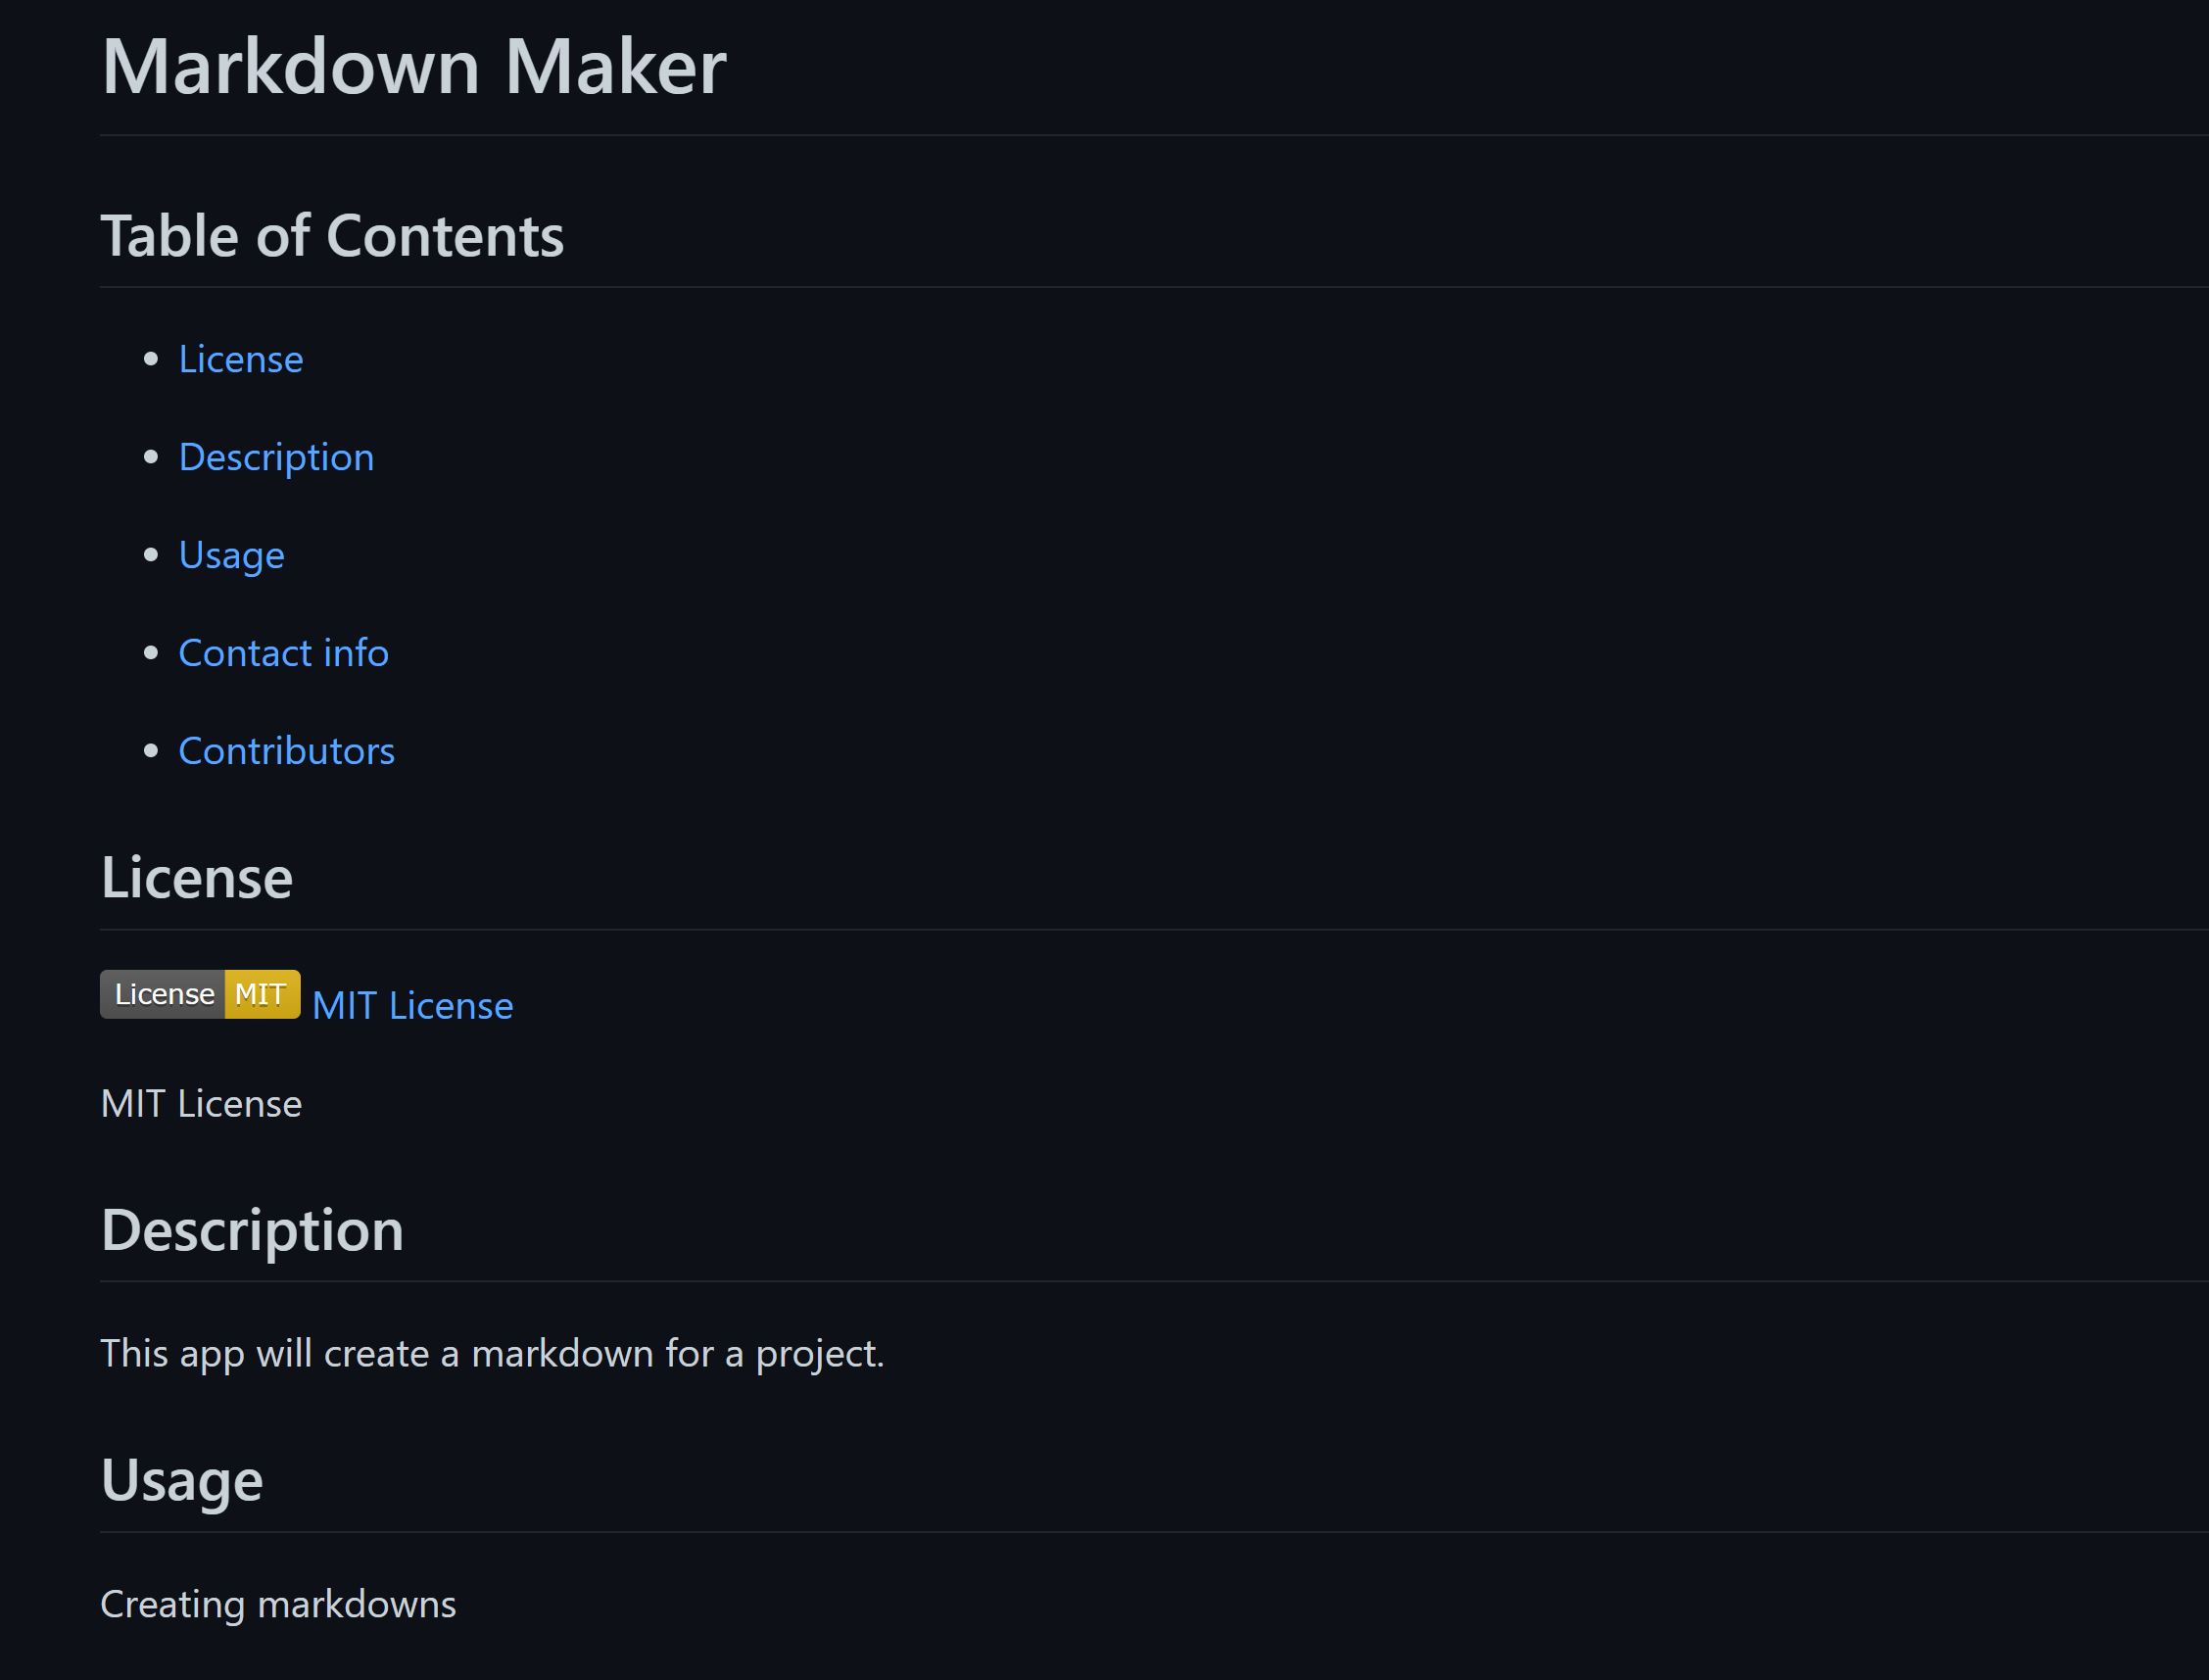 Markdown Maker
Table of Contents
License
Description
Usage
Contact info
Contributors
License
License MIT MIT License
MIT License
Description
This app will create a markdown for a project.
Usage
Creating markdowns